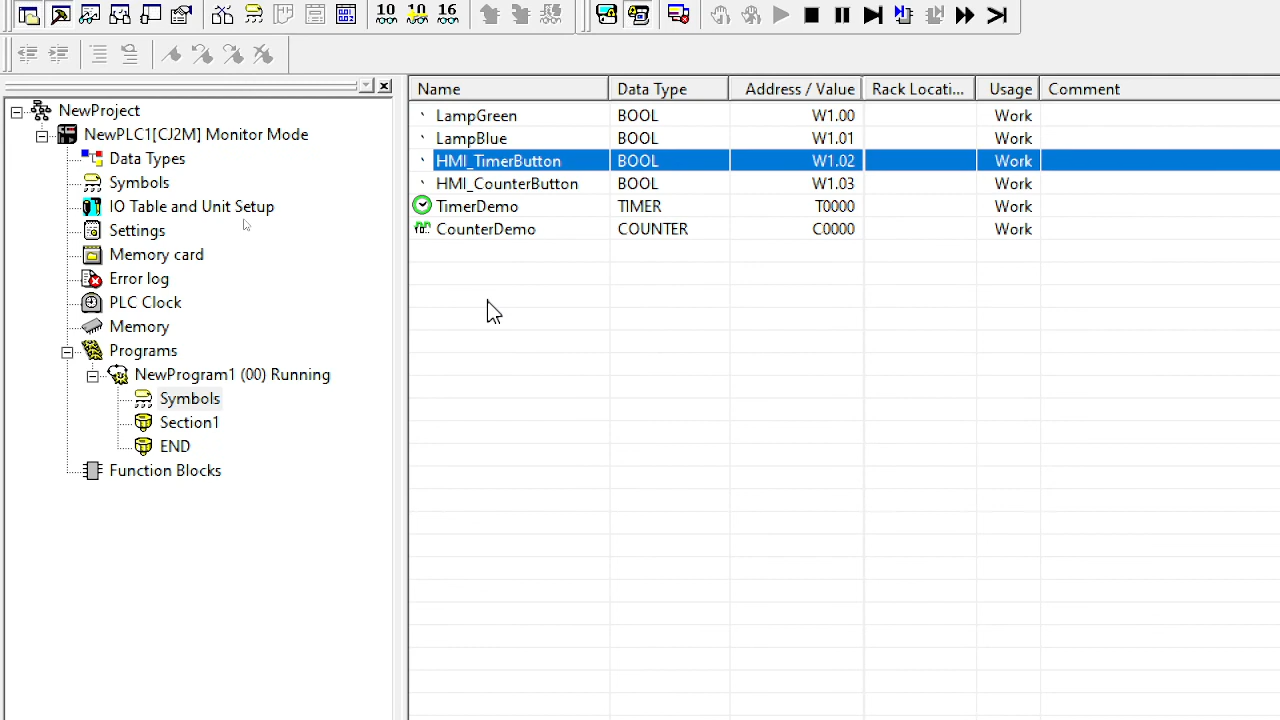 10 10 16
NewProject
NewPLC1[CJ2M] Monitor Mode
Data Types
Symbols
IO Table and Unit Setup
Settings
Memory card
Error log
PLC Clock
Memory
Programs
NewProgram1 (00) Running
Symbols
Section1
END
Function Blocks
Name Data Type Address / Value Rack Locati... Usage Comment
LampGreen BOOL W1.00 Work
LampBlue BOOL W1.01 Work
HMI_TimerButton BOOL W1.02 Work
HMI_CounterButton BOOL W1.03 Work
TimerDemo TIMER T0000 Work
CounterDemo COUNTER C0000 Work